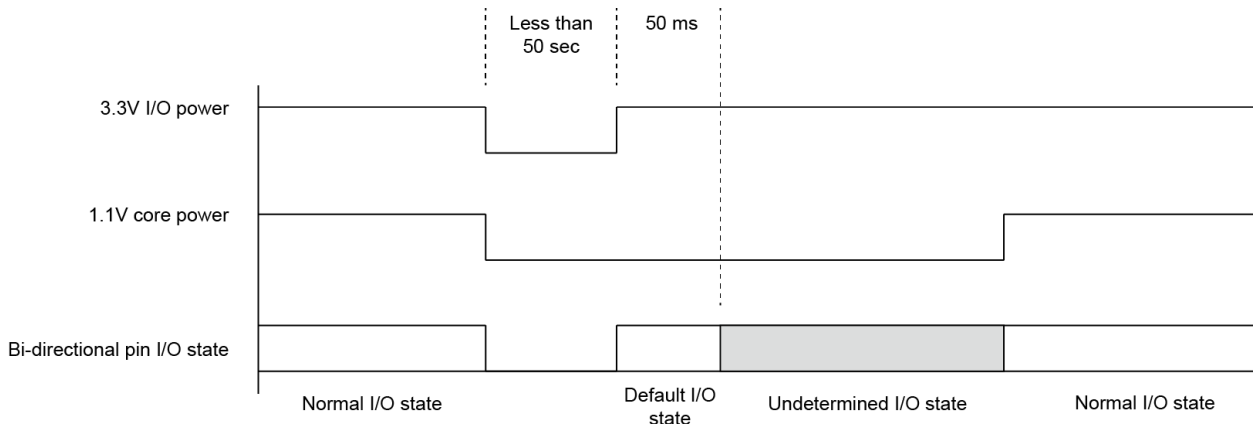 Less than
50 sec
50 ms
3.3V I/O power
1.1V core power
Bi-directional pin I/O state
Normal I/O state
Default I/O
state
Undetermined I/O state
Normal I/O state